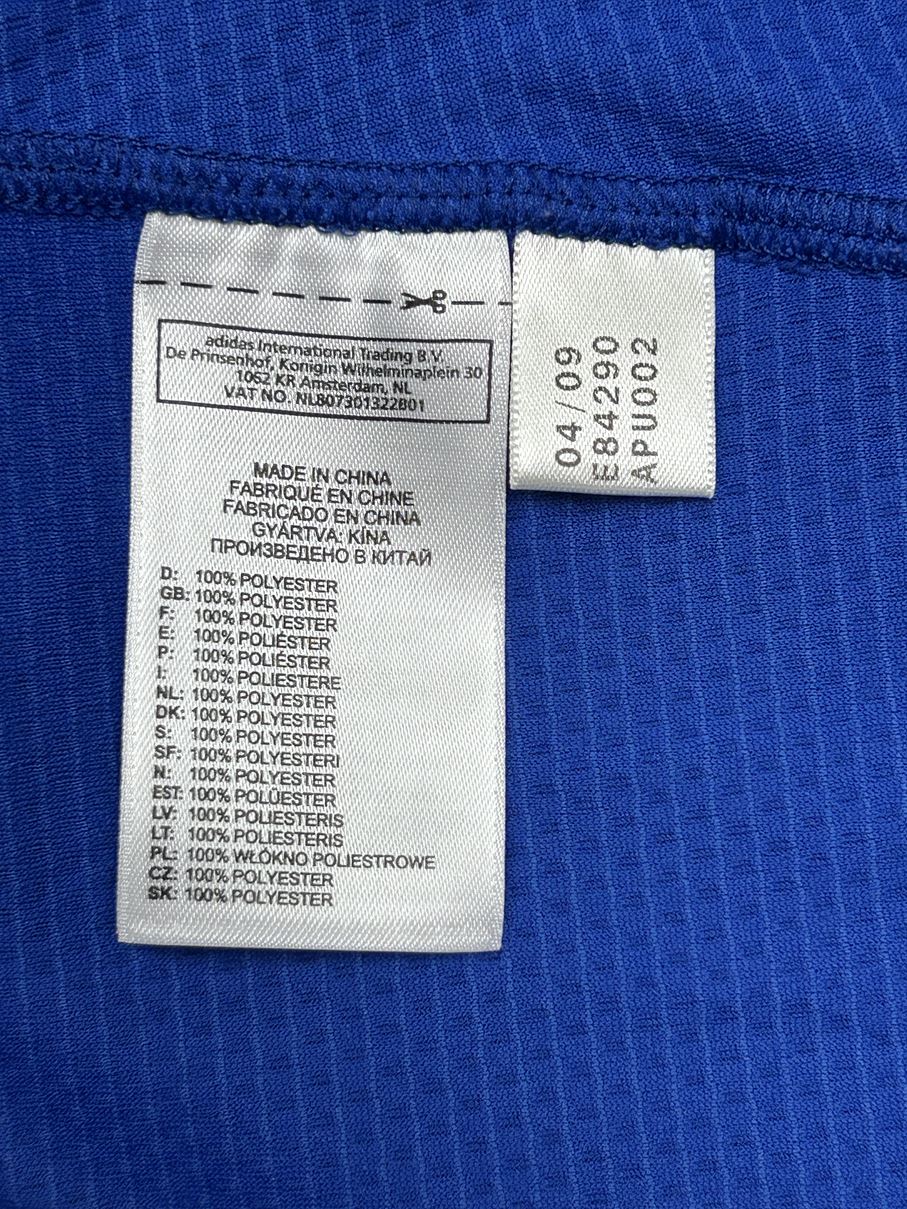 adidas International Trading B.V.
De Prinsenhof, Konigin Wilhelminaplein 30
1062 KR Amsterdam, NL
VAT NO. NL807301322B01
MADE IN CHINA
FABRIQUÉ EN CHINE
FABRICADO EN CHINA
GYÁRTVA: KÍNA
ПРОИЗВЕДЕНО В КИТАЙ
D: 100% POLYESTER
GB: 100% POLYESTER
F: 100% POLYESTER
E: 100% POLIÉSTER
P: 100% POLIÉSTER
I: 100% POLIESTERE
NL: 100% POLYESTER
DK: 100% POLYESTER
S: 100% POLYESTER
SF: 100% POLYESTERI
N: 100% POLYESTER
EST: 100% POLÜESTER
LV: 100% POLIESTERIS
LT: 100% POLIESTERIS
PL: 100% WŁÓKNO POLIESTROWE
CZ: 100% POLYESTER
SK: 100% POLYESTER
04/09
E84290
APU002